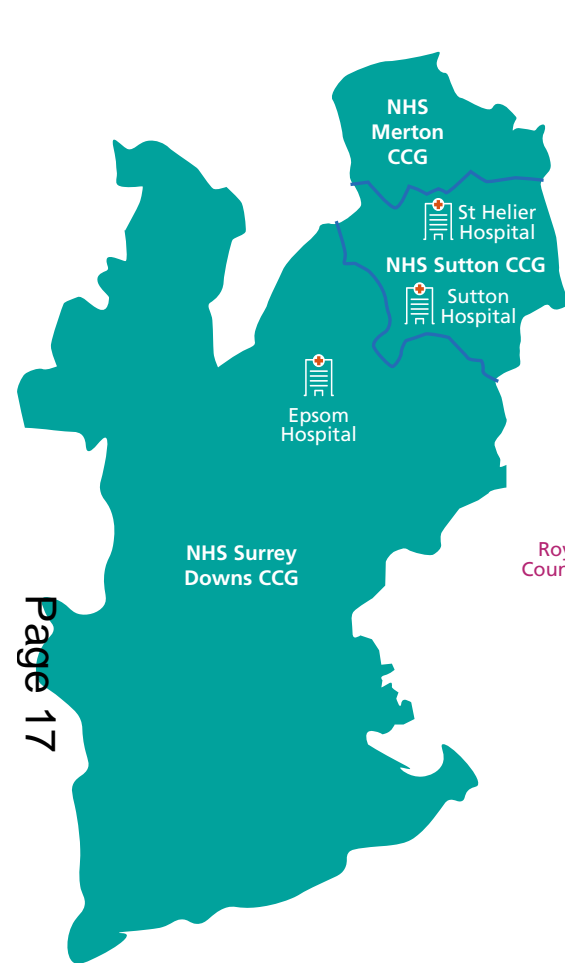 NHS
Merton
CCG
St Helier
Hospital
NHS Sutton CCG
Sutton
Hospital
Epsom
Hospital
NHS Surrey
Downs CCG
Page 17